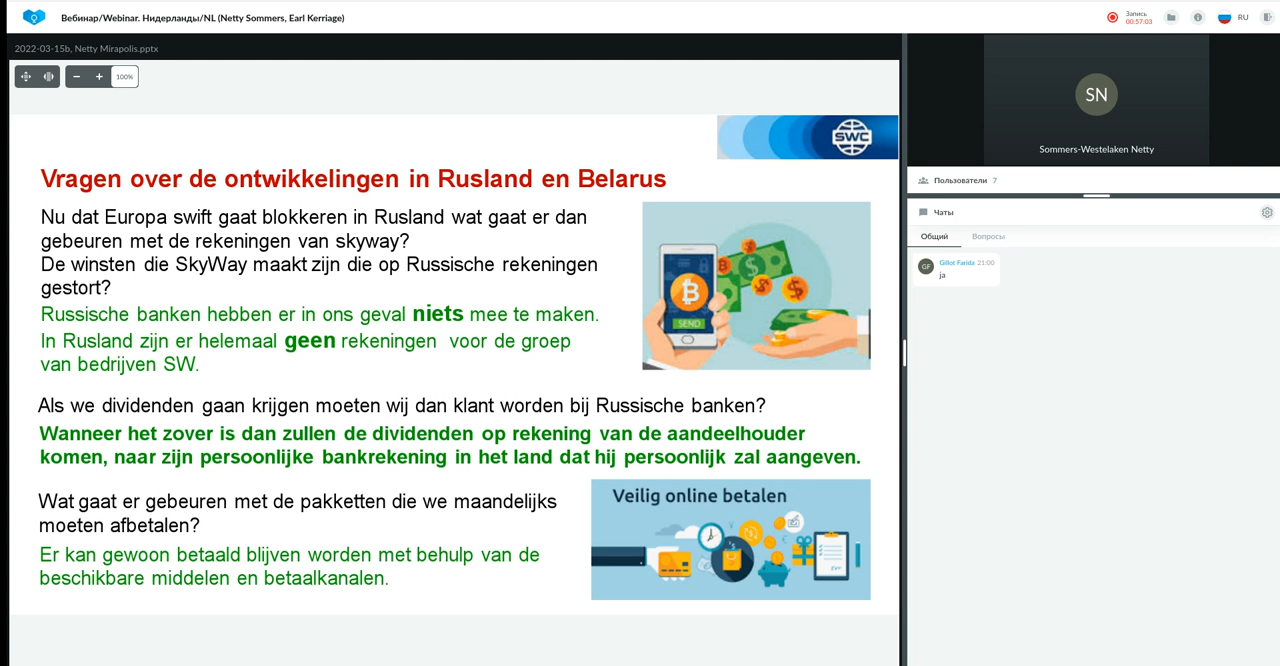 Вебинар/Webinar. Нидерланды/NL (Netty Sommers, Earl Kerriage)
Запись
00:57:03
RU
2022-03-15b, Netty Mirapolis.pptx
100%
SWC
Vragen over de ontwikkelingen in Rusland en Belarus
Nu dat Europa swift gaat blokkeren in Rusland wat gaat er dan
gebeuren met de rekeningen van skyway?
De winsten die SkyWay maakt zijn die op Russische rekeningen
gestort?
Russische banken hebben er in ons geval niets mee te maken.
In Rusland zijn er helemaal geen rekeningen voor de groep
van bedrijven SW.
SEND
Als we dividenden gaan krijgen moeten wij dan klant worden bij Russische banken?
Wanneer het zover is dan zullen de dividenden op rekening van de aandeelhouder
komen, naar zijn persoonlijke bankrekening in het land dat hij persoonlijk zal aangeven.
Wat gaat er gebeuren met de pakketten die we maandelijks
moeten afbetalen?
Er kan gewoon betaald blijven worden met behulp van de
beschikbare middelen en betaalkanalen.
Veilig online betalen
SN
Sommers-Westelaken Netty
Пользователи 7
Чаты
Общий
Вопросы
GF
Gillot Farida 21:00
ja